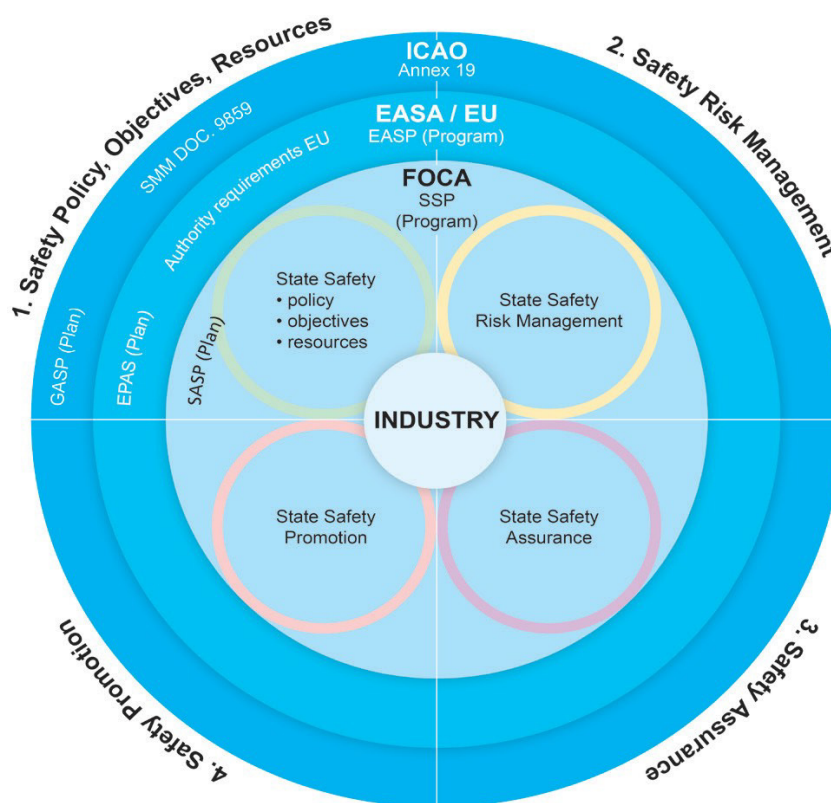 1. Safety Policy, Objectives, Resources
2. Safety Risk Management
ICAO
Annex 19
SMM DOC. 9859
GASP (Plan)
EASA / EU
EASP (Program)
Authority requirements EU
EPAS (Plan)
FOCA
SSP
(Program)
SASP (Plan)
State Safety
• policy
• objectives
• resources
State Safety
Risk Management
INDUSTRY
State Safety
Promotion
State Safety
Assurance
4. Safety Promotion
3. Safety Assurance